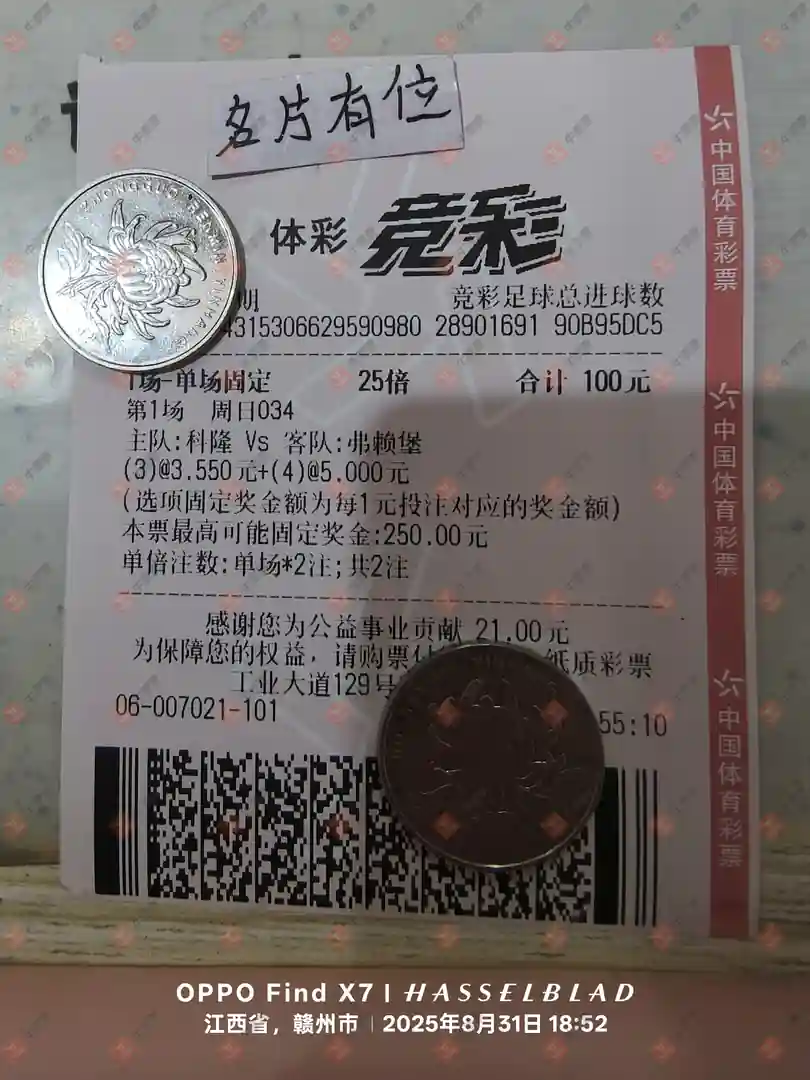 名片有位
体彩 竞彩
期 竞彩足球总进球数
4315306629590980 28901691 90B95DC5
1场-单场固定 25倍 合计 100元
第1场 周日034
主队:科隆 Vs 客队:弗赖堡
(3)@3.550元+(4)@5.000元
(选项固定奖金额为每1元投注对应的奖金额)
本票最高可能固定奖金:250.00元
单倍注数:单场*2注;共2注
感谢您为公益事业贡献 21.00元
为保障您的权益，请购票 纸质彩票
工业大道129号
06-007021-101 55:10
中国体育彩票
中国体育彩票
中国体育彩票
ZHONGGUO RENMIN YINHANG
OPPO Find X7 | HASSELBLAD
江西省，赣州市 | 2025年8月31日 18:52